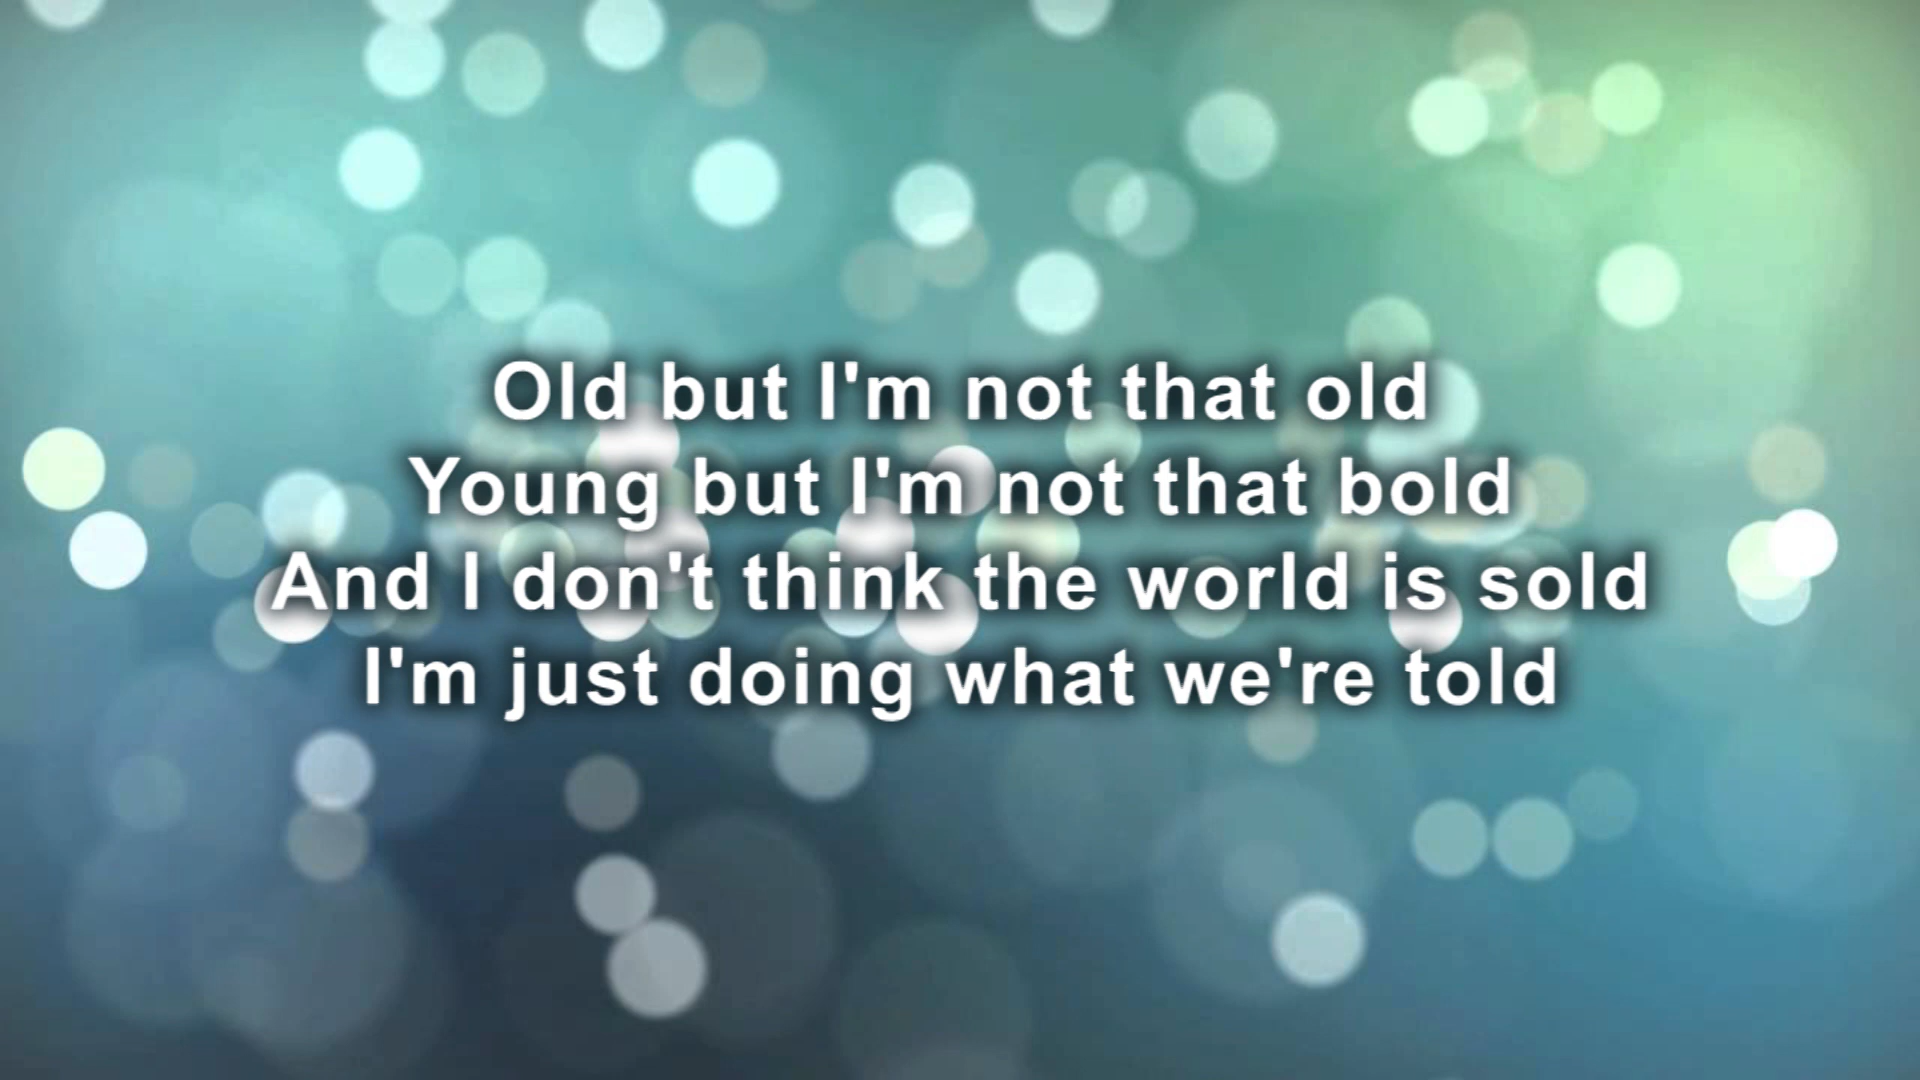 Old but I'm not that old
Young but I'm not that bold
And I don't think the world is sold
I'm just doing what we're told